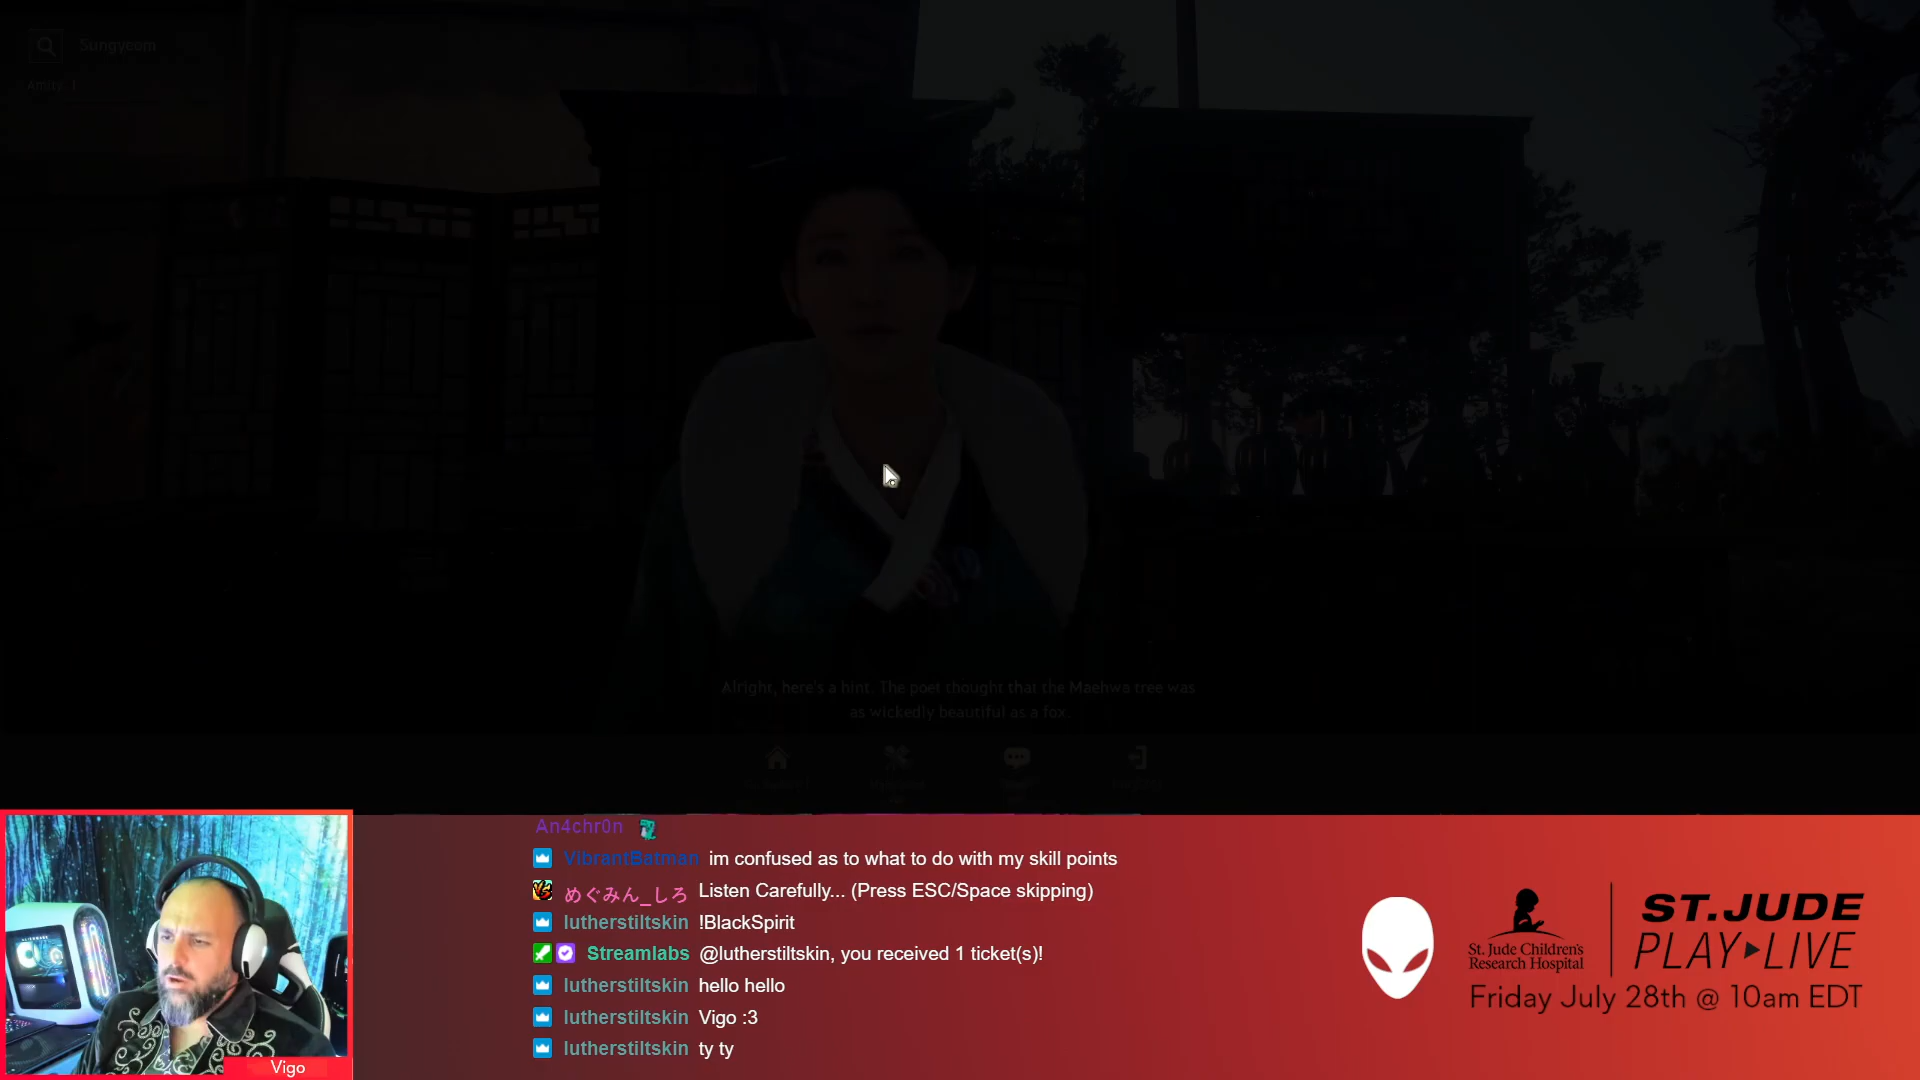 Sungyeom
Amity 1
Alright, here's a hint. The poet thought that the Maehwa tree was
as wickedly beautiful as a fox.
An4chr0n
VibrantBatman im confused as to what to do with my skill points
めぐみん_しろ Listen Carefully... (Press ESC/Space skipping)
lutherstiltskin !BlackSpirit
Streamlabs @lutherstiltskin, you received 1 ticket(s)!
lutherstiltskin hello hello
lutherstiltskin Vigo :3
lutherstiltskin ty ty
Vigo
St. Jude Children's
Research Hospital
ST.JUDE
PLAY LIVE
Friday July 28th @ 10am EDT